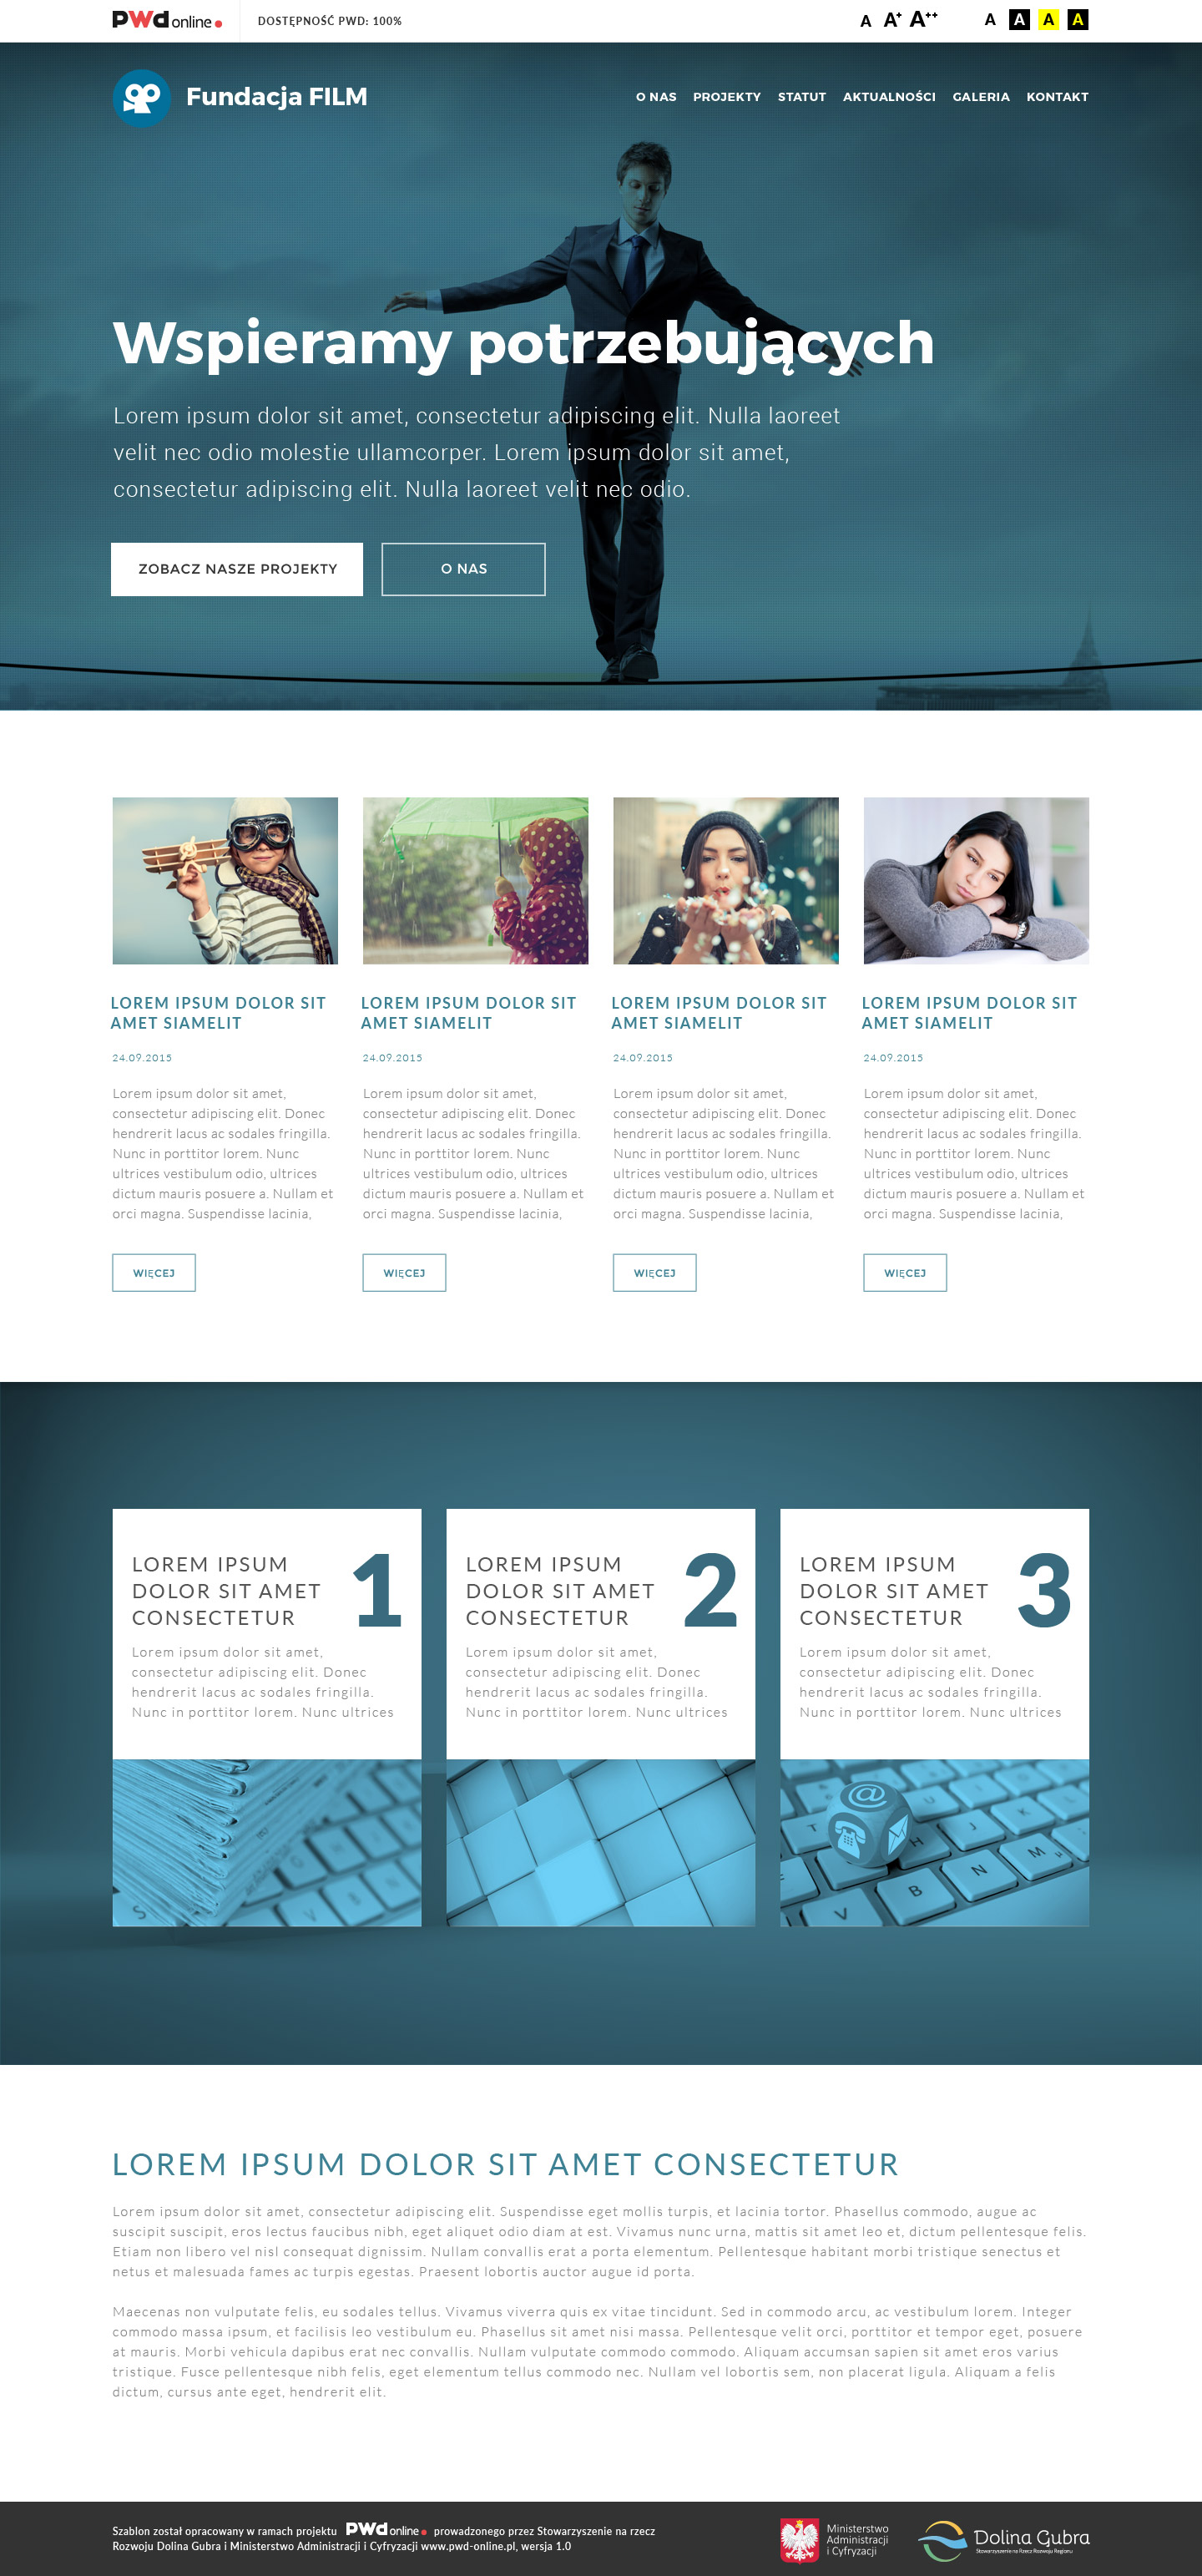 PWd online
DOSTĘPNOŚĆ PWD: 100%
A A+ A++
A A A A
Fundacja FILM
O NAS PROJEKTY STATUT AKTUALNOŚCI GALERIA KONTAKT
Wspieramy potrzebujących
Lorem ipsum dolor sit amet, consectetur adipiscing elit. Nulla laoreet
velit nec odio molestie ullamcorper. Lorem ipsum dolor sit amet,
consectetur adipiscing elit. Nulla laoreet velit nec odio.
ZOBACZ NASZE PROJEKTY
O NAS
LOREM IPSUM DOLOR SIT
AMET SIAMELIT
24.09.2015
Lorem ipsum dolor sit amet,
consectetur adipiscing elit. Donec
hendrerit lacus ac sodales fringilla.
Nunc in porttitor lorem. Nunc
ultrices vestibulum odio, ultrices
dictum mauris posuere a. Nullam et
orci magna. Suspendisse lacinia,
WIĘCEJ
LOREM IPSUM DOLOR SIT
AMET SIAMELIT
24.09.2015
Lorem ipsum dolor sit amet,
consectetur adipiscing elit. Donec
hendrerit lacus ac sodales fringilla.
Nunc in porttitor lorem. Nunc
ultrices vestibulum odio, ultrices
dictum mauris posuere a. Nullam et
orci magna. Suspendisse lacinia,
WIĘCEJ
LOREM IPSUM DOLOR SIT
AMET SIAMELIT
24.09.2015
Lorem ipsum dolor sit amet,
consectetur adipiscing elit. Donec
hendrerit lacus ac sodales fringilla.
Nunc in porttitor lorem. Nunc
ultrices vestibulum odio, ultrices
dictum mauris posuere a. Nullam et
orci magna. Suspendisse lacinia,
WIĘCEJ
LOREM IPSUM DOLOR SIT
AMET SIAMELIT
24.09.2015
Lorem ipsum dolor sit amet,
consectetur adipiscing elit. Donec
hendrerit lacus ac sodales fringilla.
Nunc in porttitor lorem. Nunc
ultrices vestibulum odio, ultrices
dictum mauris posuere a. Nullam et
orci magna. Suspendisse lacinia,
WIĘCEJ
LOREM IPSUM
DOLOR SIT AMET
CONSECTETUR
1
Lorem ipsum dolor sit amet,
consectetur adipiscing elit. Donec
hendrerit lacus ac sodales fringilla.
Nunc in porttitor lorem. Nunc ultrices
LOREM IPSUM
DOLOR SIT AMET
CONSECTETUR
2
Lorem ipsum dolor sit amet,
consectetur adipiscing elit. Donec
hendrerit lacus ac sodales fringilla.
Nunc in porttitor lorem. Nunc ultrices
LOREM IPSUM
DOLOR SIT AMET
CONSECTETUR
3
Lorem ipsum dolor sit amet,
consectetur adipiscing elit. Donec
hendrerit lacus ac sodales fringilla.
Nunc in porttitor lorem. Nunc ultrices
@
V B N M
LOREM IPSUM DOLOR SIT AMET CONSECTETUR
Lorem ipsum dolor sit amet, consectetur adipiscing elit. Suspendisse eget mollis turpis, et lacinia tortor. Phasellus commodo, augue ac
suscipit suscipit, eros lectus faucibus nibh, eget aliquet odio diam at est. Vivamus nunc urna, mattis sit amet leo et, dictum pellentesque felis.
Etiam non libero vel nisl consequat dignissim. Nullam convallis erat a porta elementum. Pellentesque habitant morbi tristique senectus et
netus et malesuada fames ac turpis egestas. Praesent lobortis auctor augue id porta.
Maecenas non vulputate felis, eu sodales tellus. Vivamus viverra quis ex vitae tincidunt. Sed in commodo arcu, ac vestibulum lorem. Integer
commodo massa ipsum, et facilisis leo vestibulum eu. Phasellus sit amet nisi massa. Pellentesque velit orci, porttitor et tempor eget, posuere
at mauris. Morbi vehicula dapibus erat nec convallis. Nullam vulputate commodo commodo. Aliquam accumsan sapien sit amet eros varius
tristique. Fusce pellentesque nibh felis, eget elementum tellus commodo nec. Nullam vel lobortis sem, non placerat ligula. Aliquam a felis
dictum, cursus ante eget, hendrerit elit.
Szablon został opracowany w ramach projektu PWd online prowadzonego przez Stowarzyszenie na rzecz
Rozwoju Dolina Gubra i Ministerstwo Administracji i Cyfryzacji www.pwd-online.pl, wersja 1.0
Ministerstwo
Administracji
i Cyfryzacji
Dolina Gubra
Stowarzyszenie na Rzecz Rozwoju Regionu